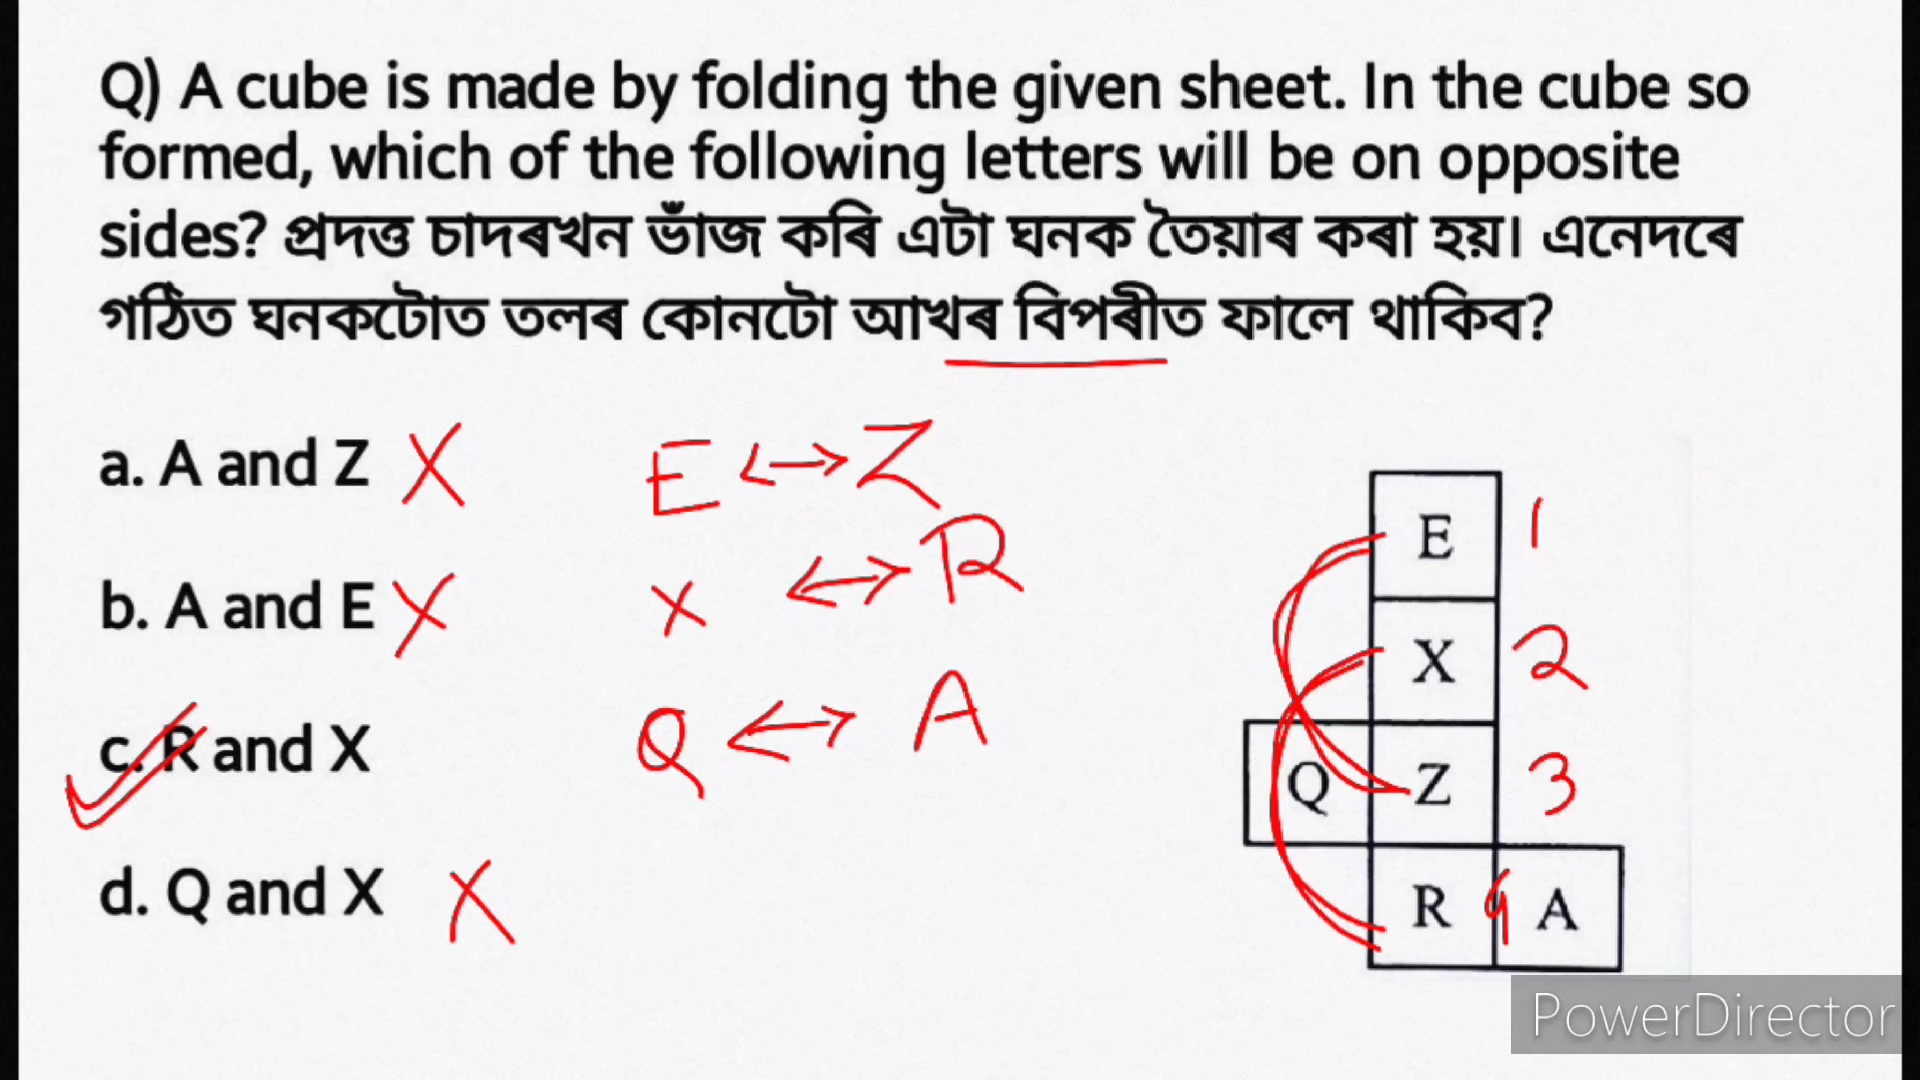 Q) A cube is made by folding the given sheet. In the cube so
formed, which of the following letters will be on opposite
sides? প্ৰদত্ত চাদৰখন ভাঁজ কৰি এটা ঘনক তৈয়াৰ কৰা হয়। এনেদৰে
গঠিত ঘনকটোত তলৰ কোনটো আখৰ বিপৰীত ফালে থাকিব?
a. A and Z X
E <-> Z
E 1
b. A and E X
X <-> R
X 2
c. R and X
Q <-> A
Q Z 3
d. Q and X X
R 4 A
PowerDirector